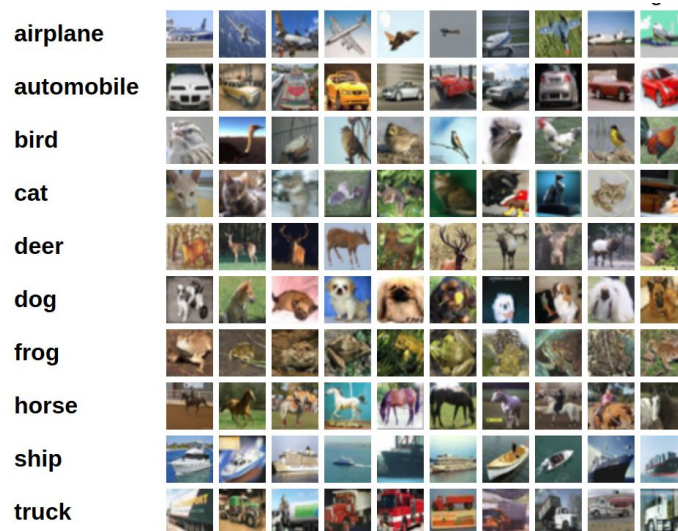 airplane
automobile
bird
cat
deer
dog
frog
horse
ship
truck